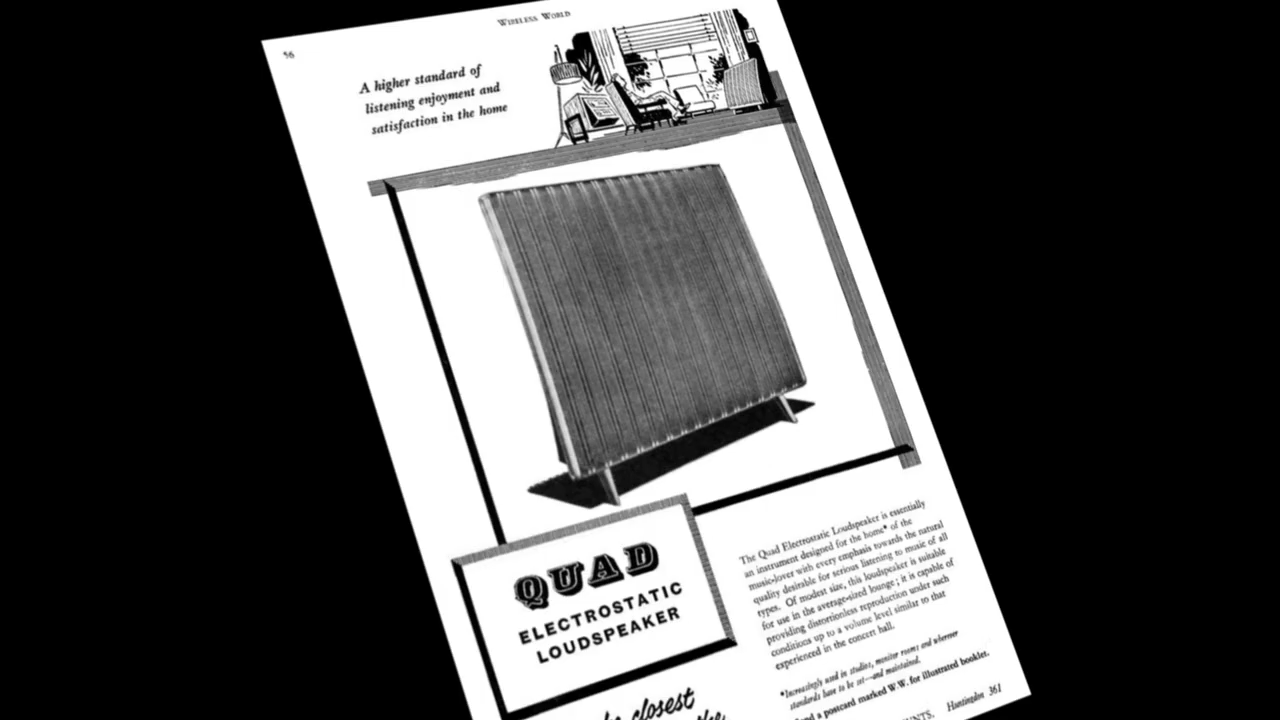 56
WIRELESS WORLD
A higher standard of
listening enjoyment and
satisfaction in the home
QUAD
ELECTROSTATIC
LOUDSPEAKER
closest
the
The Quad Electrostatic Loudspeaker is essentially
an instrument designed for the home* of the
music-lover with every emphasis towards the natural
quality desirable for serious listening to music of all
types. Of modest size, this loudspeaker is suitable
for use in the average-sized lounge; it is capable of
providing distortionless reproduction under such
conditions up to a volume level similar to that
experienced in the concert hall.
*Increasingly used in studios, monitor rooms and wherever
standards have to be set—and maintained.
a postcard marked W.W. for illustrated booklet.
Huntingdon 361